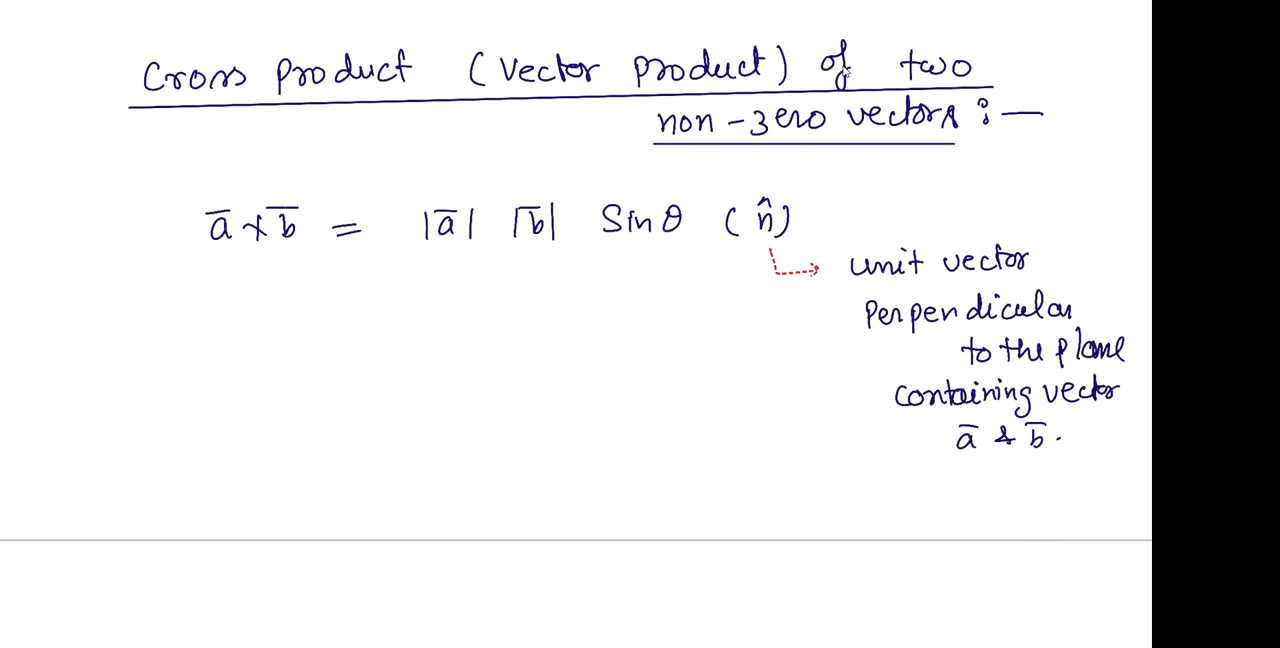 Cross Product (Vector product) of two
non-zero vectors :—
a̅ × b̅ = |a̅| |b̅| Sinθ (n̂)
unit vector
Perpendicular
to the plane
containing vector
a̅ & b̅.